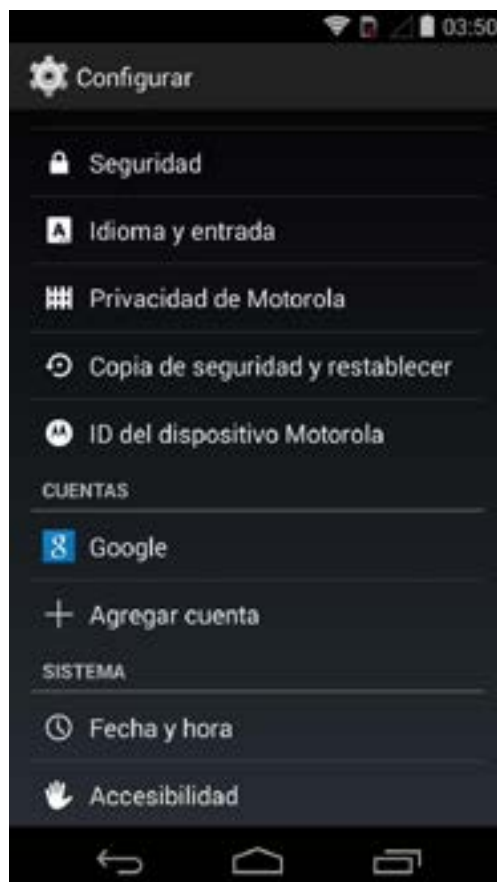 03:50
Configurar
Seguridad
Idioma y entrada
Privacidad de Motorola
Copia de seguridad y restablecer
ID del dispositivo Motorola
CUENTAS
Google
Agregar cuenta
SISTEMA
Fecha y hora
Accesibilidad